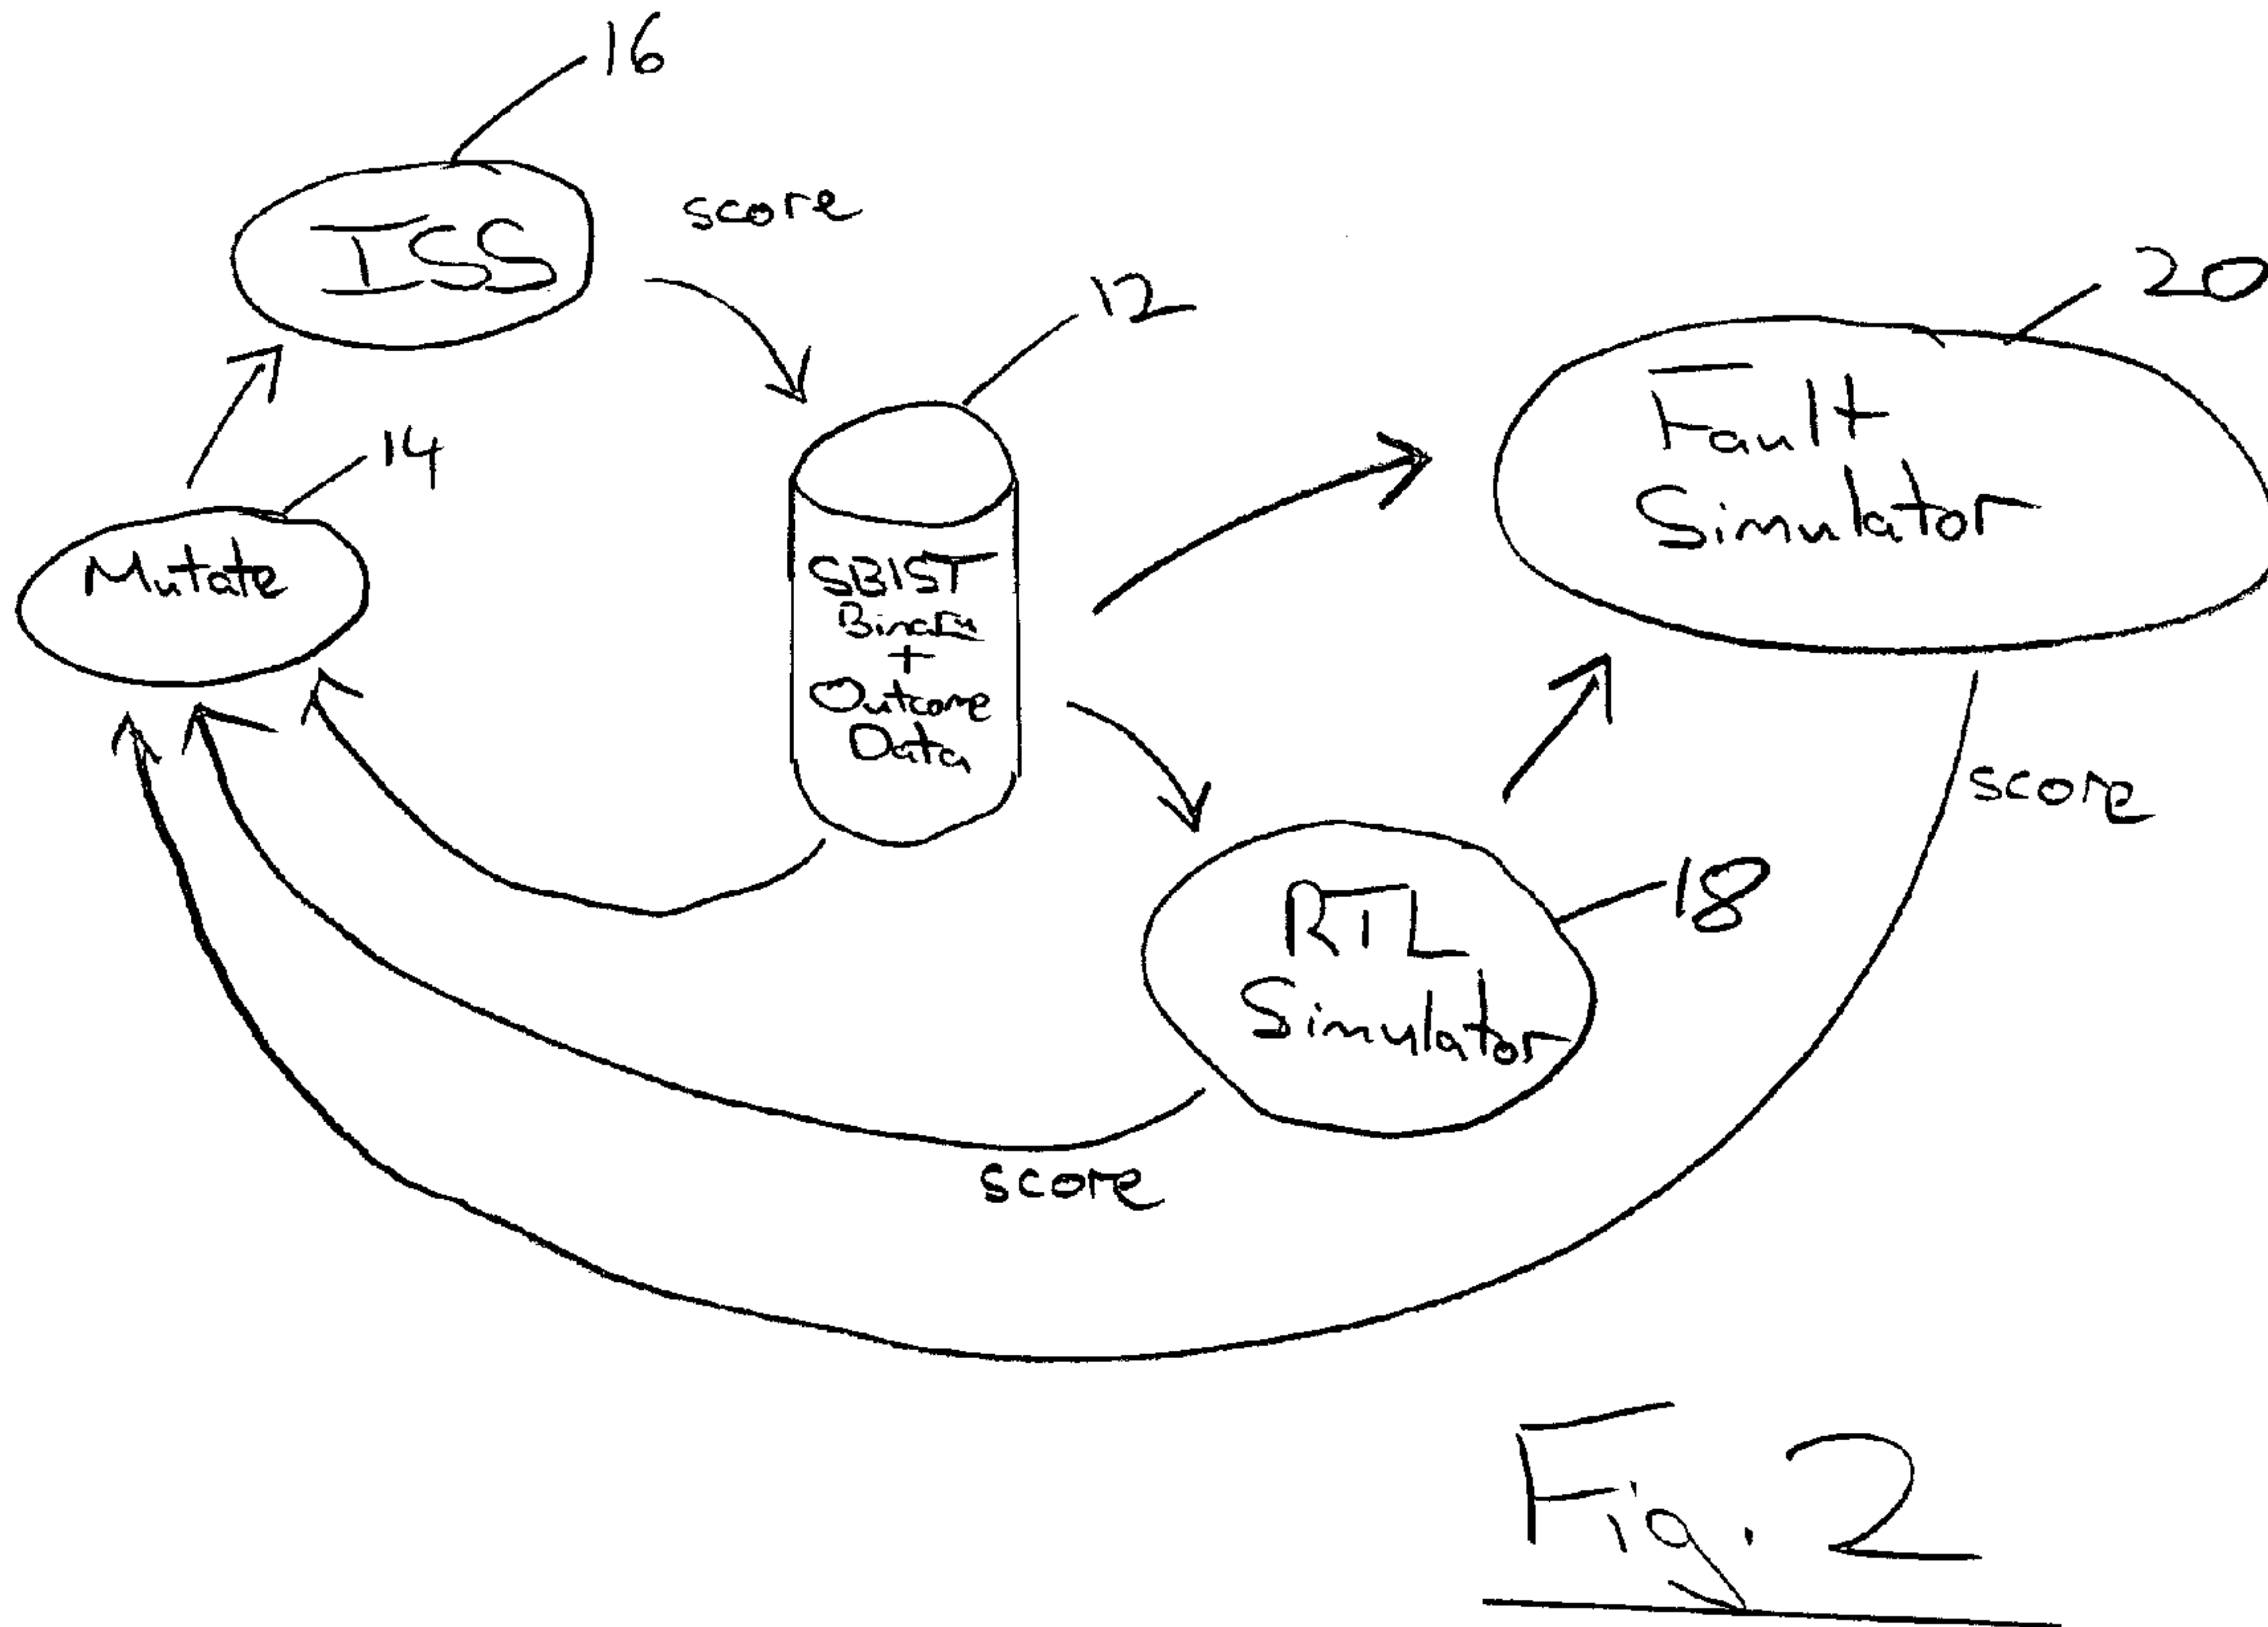 16
ISS
score
12
20
Fault
Simulator
14
Mutate
SBIST
Binary
+
Outcome
Data
score
18
RTL
Simulator
score
Fig. 2